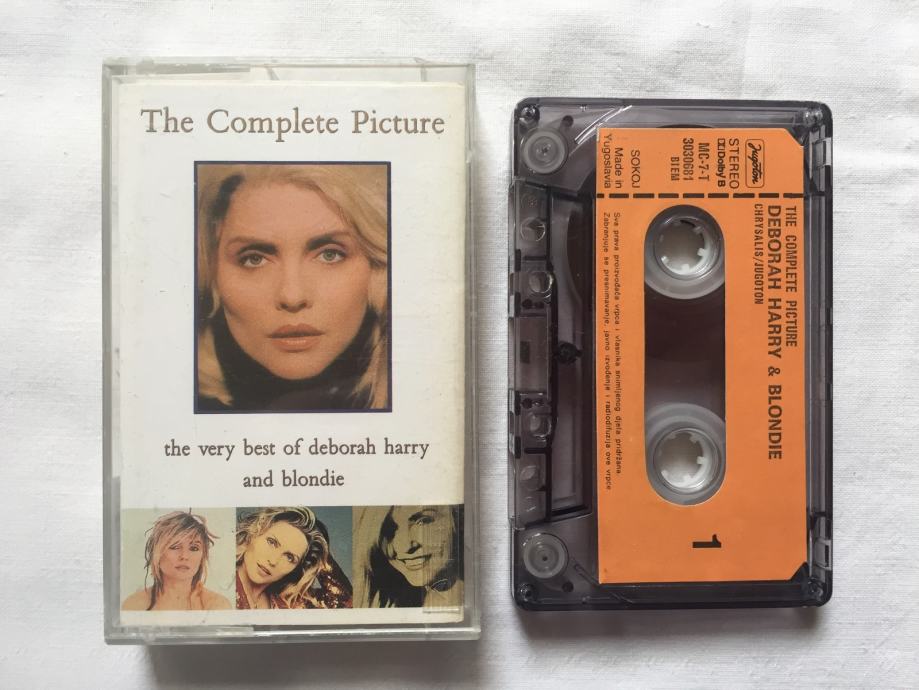 The Complete Picture
the very best of deborah harry
and blondie
Jugoton
STEREO
Dolby B
MC-7-T
3030681
BIEM
SOKOJ
Made in
Yugoslavia
THE COMPLETE PICTURE
DEBORAH HARRY & BLONDIE
CHRYSALIS/JUGOTON
Sva prava proizvođača vrpce i vlasnika snimljenog djela pridržana.
Zabranjuje se presnimavanje, javno izvođenje i radiodifuzija ove vrpce
1